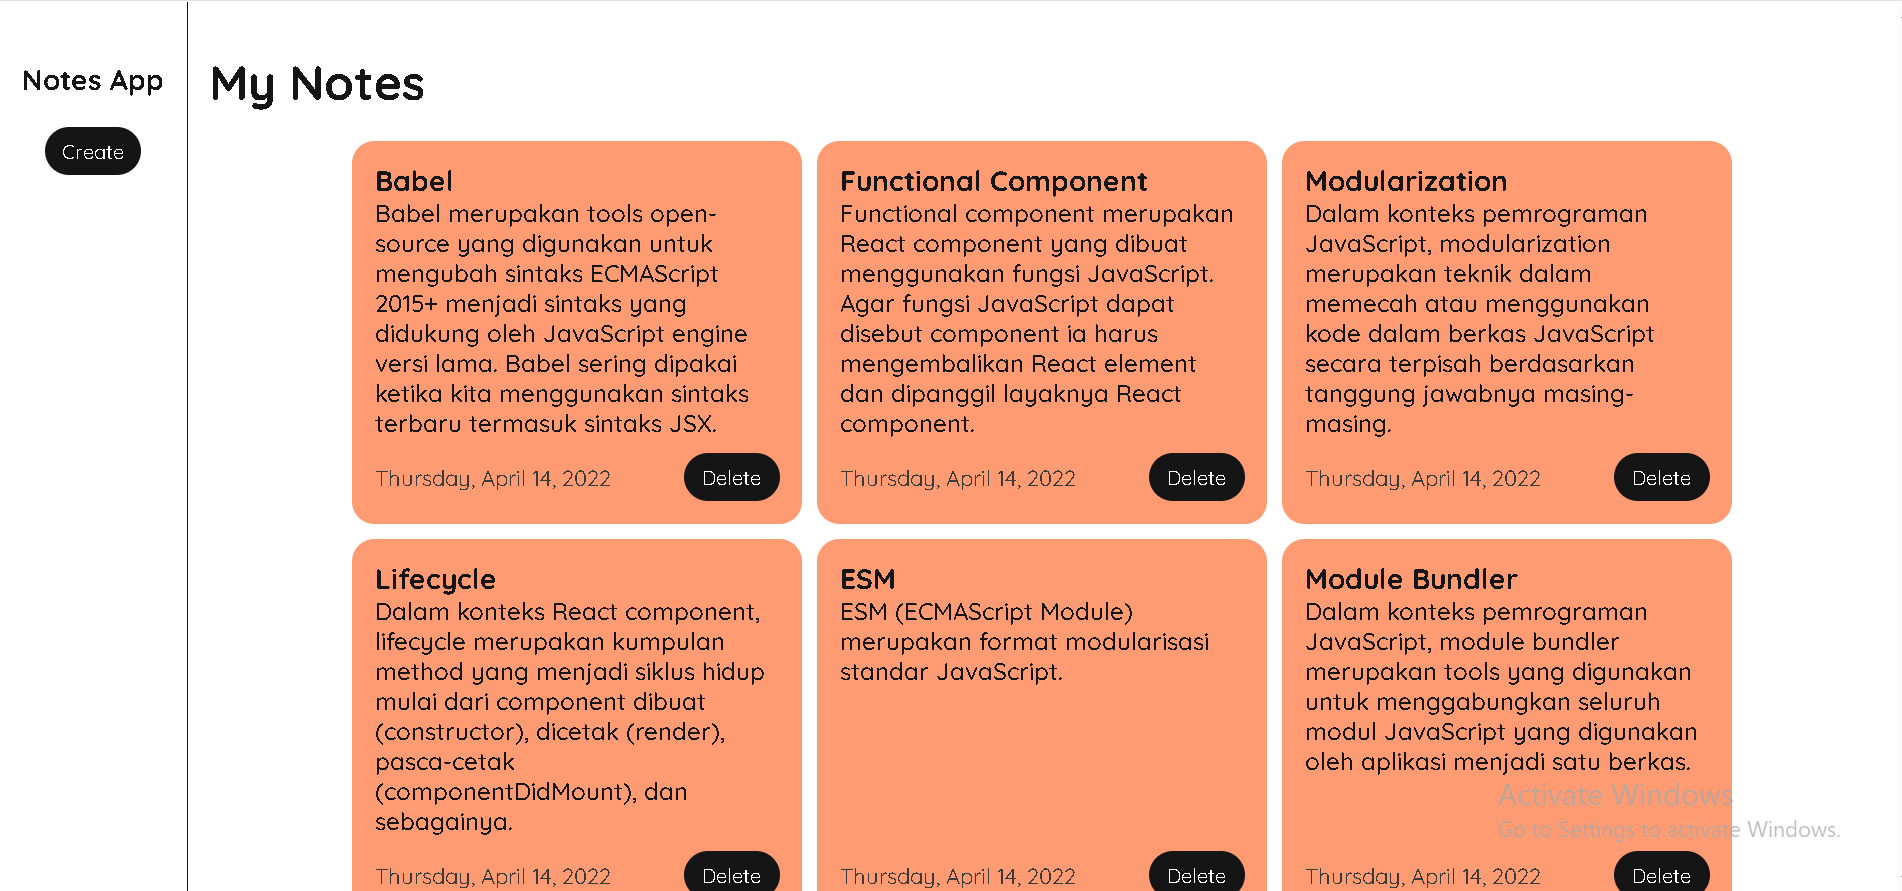 Notes App
Create
My Notes
Babel
Babel merupakan tools open-
source yang digunakan untuk
mengubah sintaks ECMAScript
2015+ menjadi sintaks yang
didukung oleh JavaScript engine
versi lama. Babel sering dipakai
ketika kita menggunakan sintaks
terbaru termasuk sintaks JSX.
Thursday, April 14, 2022
Delete
Functional Component
Functional component merupakan
React component yang dibuat
menggunakan fungsi JavaScript.
Agar fungsi JavaScript dapat
disebut component ia harus
mengembalikan React element
dan dipanggil layaknya React
component.
Thursday, April 14, 2022
Delete
Modularization
Dalam konteks pemrograman
JavaScript, modularization
merupakan teknik dalam
memecah atau menggunakan
kode dalam berkas JavaScript
secara terpisah berdasarkan
tanggung jawabnya masing-
masing.
Thursday, April 14, 2022
Delete
Lifecycle
Dalam konteks React component,
lifecycle merupakan kumpulan
method yang menjadi siklus hidup
mulai dari component dibuat
(constructor), dicetak (render),
pasca-cetak
(componentDidMount), dan
sebagainya.
Thursday, April 14, 2022
Delete
ESM
ESM (ECMAScript Module)
merupakan format modularisasi
standar JavaScript.
Thursday, April 14, 2022
Delete
Module Bundler
Dalam konteks pemrograman
JavaScript, module bundler
merupakan tools yang digunakan
untuk menggabungkan seluruh
modul JavaScript yang digunakan
oleh aplikasi menjadi satu berkas.
Thursday, April 14, 2022
Delete
Activate Windows
Go to Settings to activate Windows.